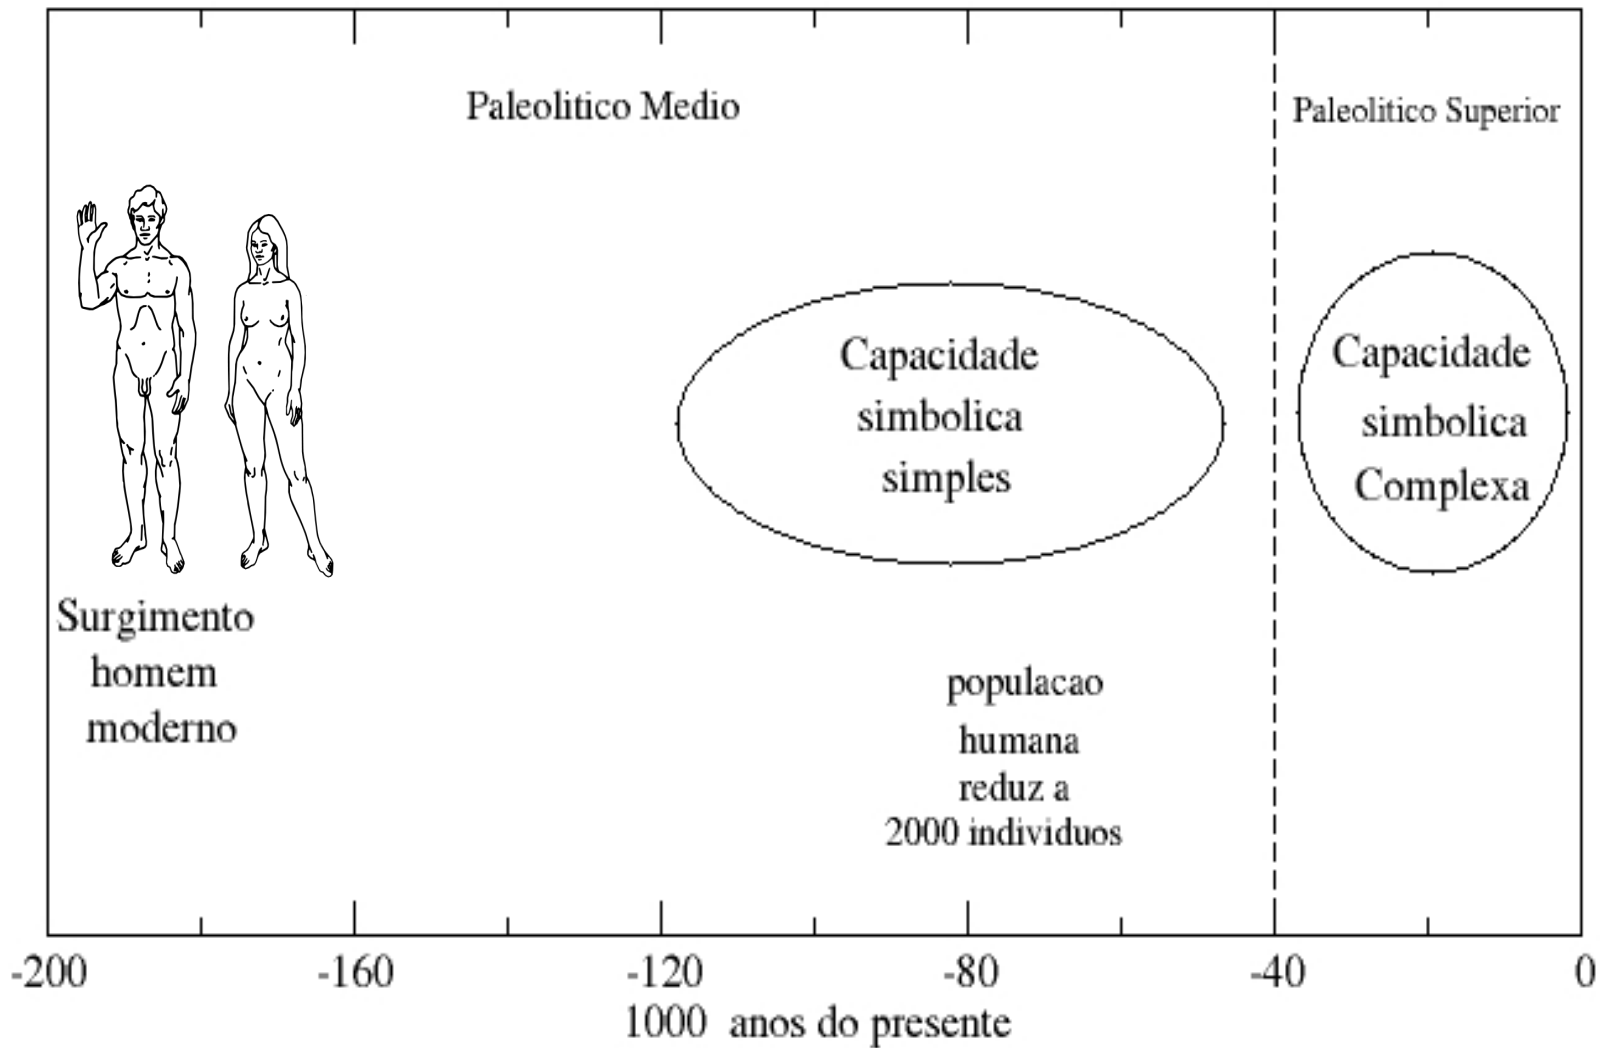 Paleolitico Medio
Paleolitico Superior
Capacidade
simbolica
simples
Capacidade
simbolica
Complexa
Surgimento
homem
moderno
populacao
humana
reduz a
2000 individuos
-200 -160 -120 -80 -40 0
1000 anos do presente